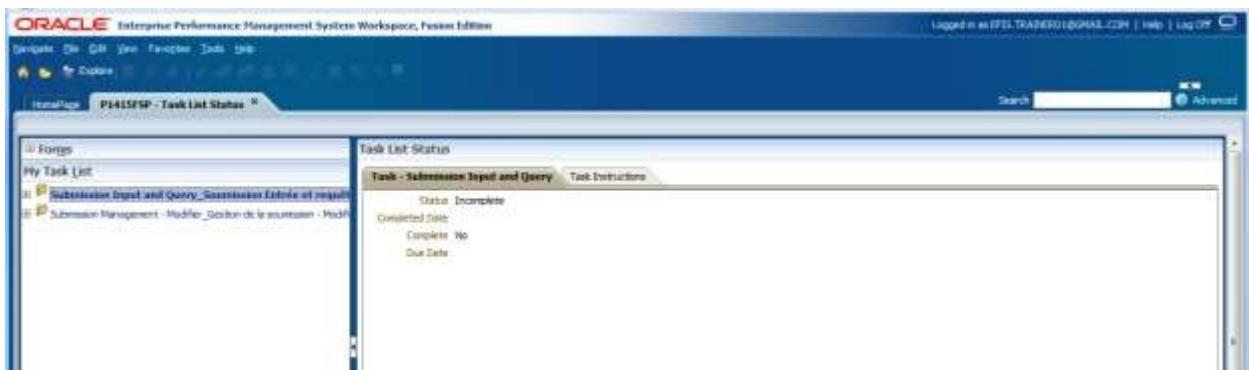 ORACLE Enterprise Performance Management System Workspace, Fusion Edition
Logged in as EFIS.TRAINER01@GMAIL.COM | Help | Log Off
Navigate File Edit View Favorites Tools Help
Explore
HomePage P1415FSP - Task List Status
Search Advanced
Forms
My Task List
Submission Input and Query_Soumission Entrée et requêt
Submission Management - Modifier_Gestion de la soumission - Modifi
Task List Status
Task - Submission Input and Query Task Instructions
Status Incomplete
Completed Date
Complete No
Due Date